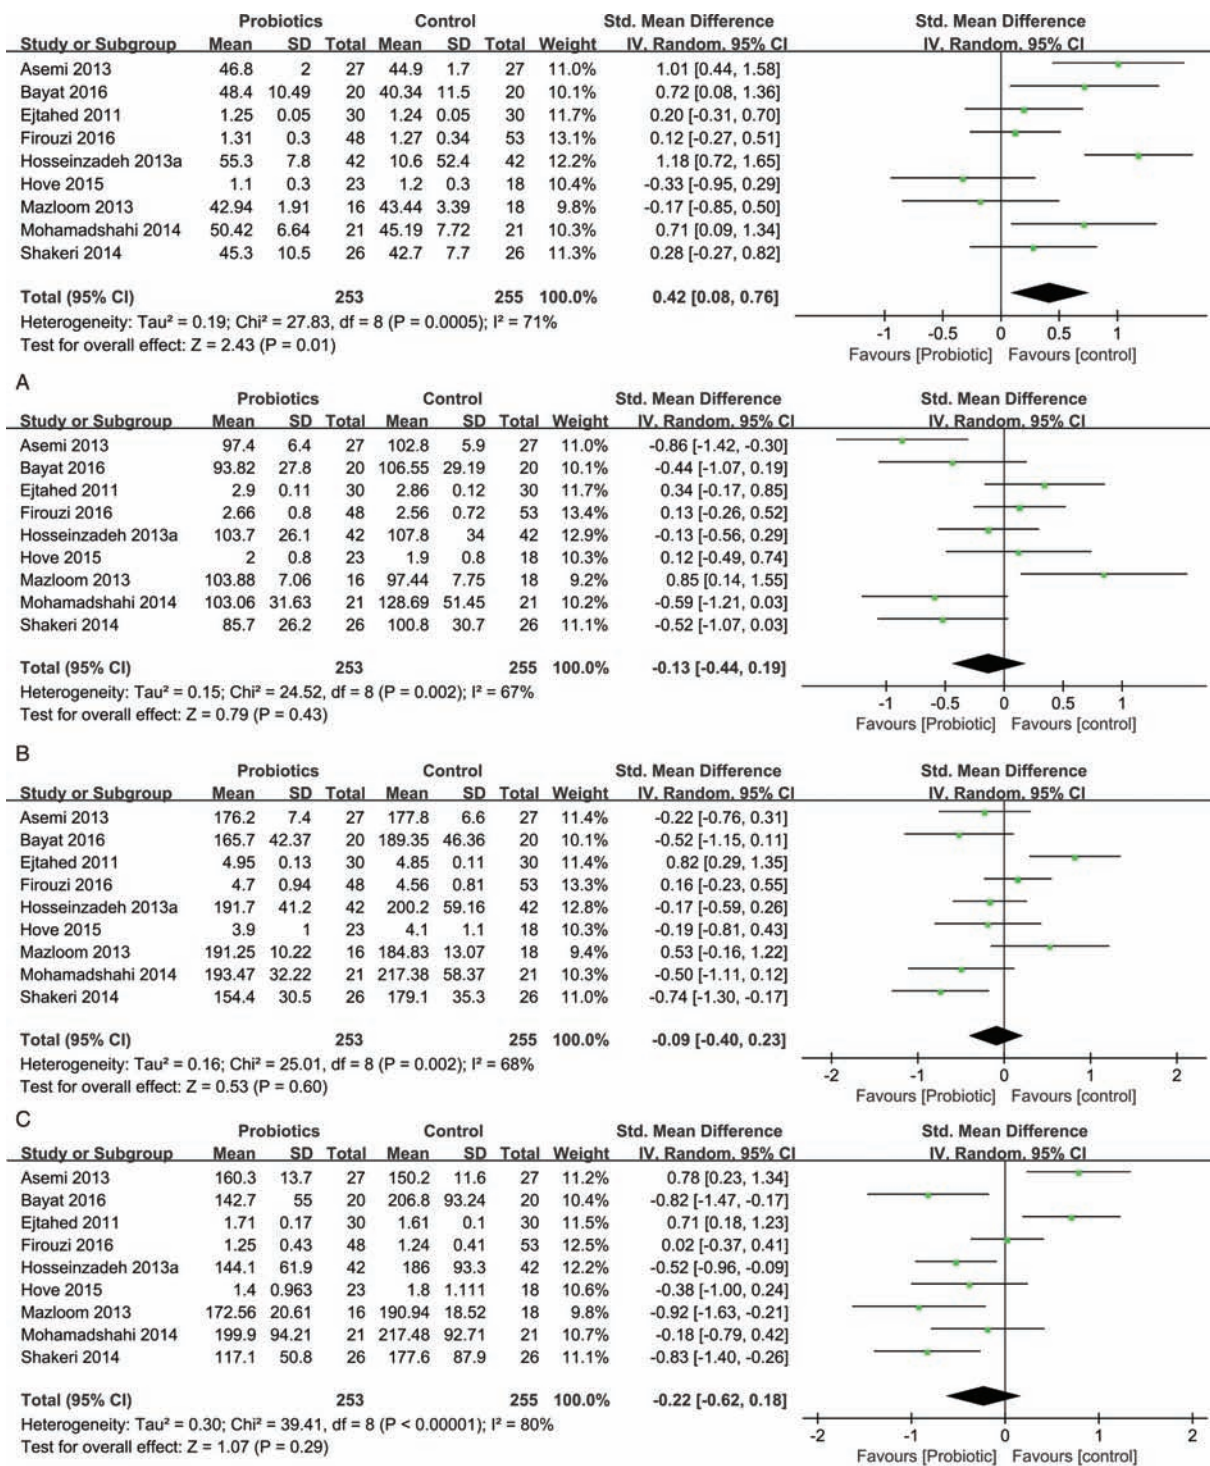 Probiotics Control Std. Mean Difference Std. Mean Difference
Study or Subgroup Mean SD Total Mean SD Total Weight IV, Random, 95% CI IV, Random, 95% CI
Asemi 2013 46.8 2 27 44.9 1.7 27 11.0% 1.01 [0.44, 1.58]
Bayat 2016 48.4 10.49 20 40.34 11.5 20 10.1% 0.72 [0.08, 1.36]
Ejtahed 2011 1.25 0.05 30 1.24 0.05 30 11.7% 0.20 [-0.31, 0.70]
Firouzi 2016 1.31 0.3 48 1.27 0.34 53 13.1% 0.12 [-0.27, 0.51]
Hosseinzadeh 2013a 55.3 7.8 42 10.6 52.4 42 12.2% 1.18 [0.72, 1.65]
Hove 2015 1.1 0.3 23 1.2 0.3 18 10.4% -0.33 [-0.95, 0.29]
Mazloom 2013 42.94 1.91 16 43.44 3.39 18 9.8% -0.17 [-0.85, 0.50]
Mohamadshahi 2014 50.42 6.64 21 45.19 7.72 21 10.3% 0.71 [0.09, 1.34]
Shakeri 2014 45.3 10.5 26 42.7 7.7 26 11.3% 0.28 [-0.27, 0.82]
Total (95% CI) 253 255 100.0% 0.42 [0.08, 0.76]
Heterogeneity: Tau² = 0.19; Chi² = 27.83, df = 8 (P = 0.0005); I² = 71%
Test for overall effect: Z = 2.43 (P = 0.01)
-1 -0.5 0 0.5 1
Favours [Probiotic] Favours [control]
A
Probiotics Control Std. Mean Difference Std. Mean Difference
Study or Subgroup Mean SD Total Mean SD Total Weight IV, Random, 95% CI IV, Random, 95% CI
Asemi 2013 97.4 6.4 27 102.8 5.9 27 11.0% -0.86 [-1.42, -0.30]
Bayat 2016 93.82 27.8 20 106.55 29.19 20 10.1% -0.44 [-1.07, 0.19]
Ejtahed 2011 2.9 0.11 30 2.86 0.12 30 11.7% 0.34 [-0.17, 0.85]
Firouzi 2016 2.66 0.8 48 2.56 0.72 53 13.4% 0.13 [-0.26, 0.52]
Hosseinzadeh 2013a 103.7 26.1 42 107.8 34 42 12.9% -0.13 [-0.56, 0.29]
Hove 2015 2 0.8 23 1.9 0.8 18 10.3% 0.12 [-0.49, 0.74]
Mazloom 2013 103.88 7.06 16 97.44 7.75 18 9.2% 0.85 [0.14, 1.55]
Mohamadshahi 2014 103.06 31.63 21 128.69 51.45 21 10.2% -0.59 [-1.21, 0.03]
Shakeri 2014 85.7 26.2 26 100.8 30.7 26 11.1% -0.52 [-1.07, 0.03]
Total (95% CI) 253 255 100.0% -0.13 [-0.44, 0.19]
Heterogeneity: Tau² = 0.15; Chi² = 24.52, df = 8 (P = 0.002); I² = 67%
Test for overall effect: Z = 0.79 (P = 0.43)
-1 -0.5 0 0.5 1
Favours [Probiotic] Favours [control]
B
Probiotics Control Std. Mean Difference Std. Mean Difference
Study or Subgroup Mean SD Total Mean SD Total Weight IV, Random, 95% CI IV, Random, 95% CI
Asemi 2013 176.2 7.4 27 177.8 6.6 27 11.4% -0.22 [-0.76, 0.31]
Bayat 2016 165.7 42.37 20 189.35 46.36 20 10.1% -0.52 [-1.15, 0.11]
Ejtahed 2011 4.95 0.13 30 4.85 0.11 30 11.4% 0.82 [0.29, 1.35]
Firouzi 2016 4.7 0.94 48 4.56 0.81 53 13.3% 0.16 [-0.23, 0.55]
Hosseinzadeh 2013a 191.7 41.2 42 200.2 59.16 42 12.8% -0.17 [-0.59, 0.26]
Hove 2015 3.9 1 23 4.1 1.1 18 10.3% -0.19 [-0.81, 0.43]
Mazloom 2013 191.25 10.22 16 184.83 13.07 18 9.4% 0.53 [-0.16, 1.22]
Mohamadshahi 2014 193.47 32.22 21 217.38 58.37 21 10.3% -0.50 [-1.11, 0.12]
Shakeri 2014 154.4 30.5 26 179.1 35.3 26 11.0% -0.74 [-1.30, -0.17]
Total (95% CI) 253 255 100.0% -0.09 [-0.40, 0.23]
Heterogeneity: Tau² = 0.16; Chi² = 25.01, df = 8 (P = 0.002); I² = 68%
Test for overall effect: Z = 0.53 (P = 0.60)
-2 -1 0 1 2
Favours [Probiotic] Favours [control]
C
Probiotics Control Std. Mean Difference Std. Mean Difference
Study or Subgroup Mean SD Total Mean SD Total Weight IV, Random, 95% CI IV, Random, 95% CI
Asemi 2013 160.3 13.7 27 150.2 11.6 27 11.2% 0.78 [0.23, 1.34]
Bayat 2016 142.7 55 20 206.8 93.24 20 10.4% -0.82 [-1.47, -0.17]
Ejtahed 2011 1.71 0.17 30 1.61 0.1 30 11.5% 0.71 [0.18, 1.23]
Firouzi 2016 1.25 0.43 48 1.24 0.41 53 12.5% 0.02 [-0.37, 0.41]
Hosseinzadeh 2013a 144.1 61.9 42 186 93.3 42 12.2% -0.52 [-0.96, -0.09]
Hove 2015 1.4 0.963 23 1.8 1.111 18 10.6% -0.38 [-1.00, 0.24]
Mazloom 2013 172.56 20.61 16 190.94 18.52 18 9.8% -0.92 [-1.63, -0.21]
Mohamadshahi 2014 199.9 94.21 21 217.48 92.71 21 10.7% -0.18 [-0.79, 0.42]
Shakeri 2014 117.1 50.8 26 177.6 87.9 26 11.1% -0.83 [-1.40, -0.26]
Total (95% CI) 253 255 100.0% -0.22 [-0.62, 0.18]
Heterogeneity: Tau² = 0.30; Chi² = 39.41, df = 8 (P < 0.00001); I² = 80%
Test for overall effect: Z = 1.07 (P = 0.29)
-2 -1 0 1 2
Favours [Probiotic] Favours [control]